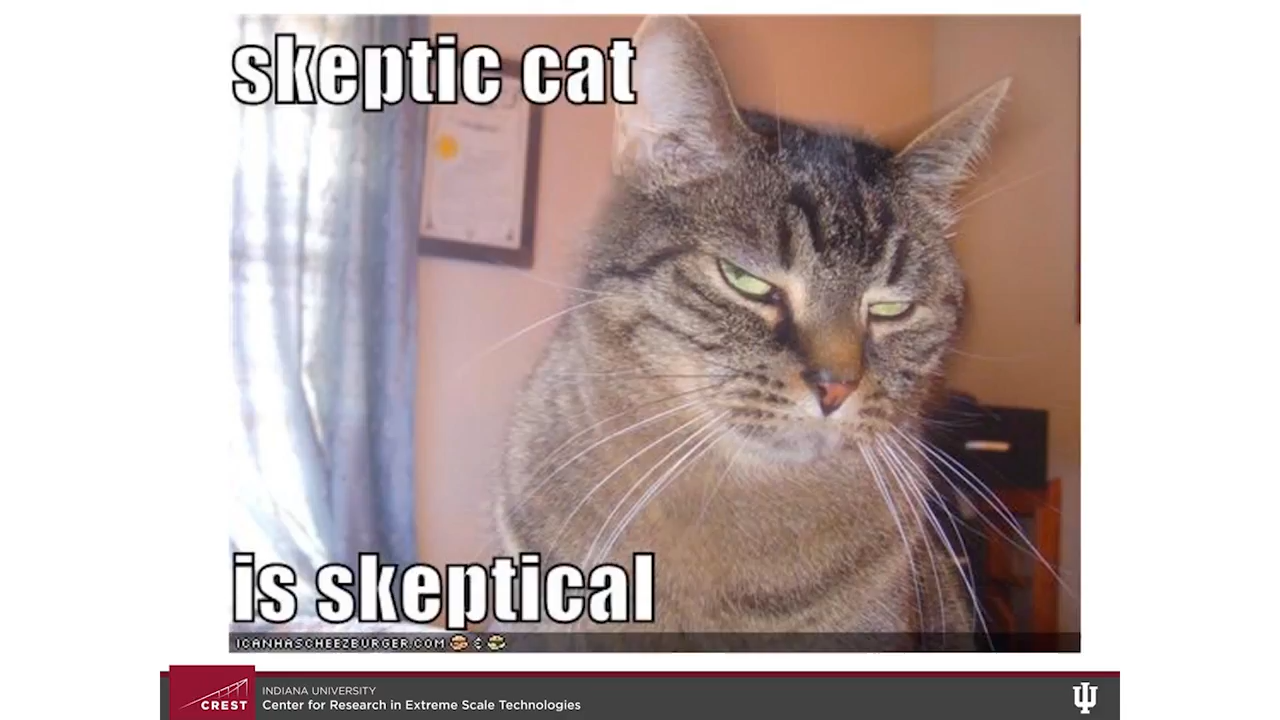 skeptic cat
is skeptical
ICANHASCHEEZBURGER.COM
CREST
INDIANA UNIVERSITY
Center for Research in Extreme Scale Technologies